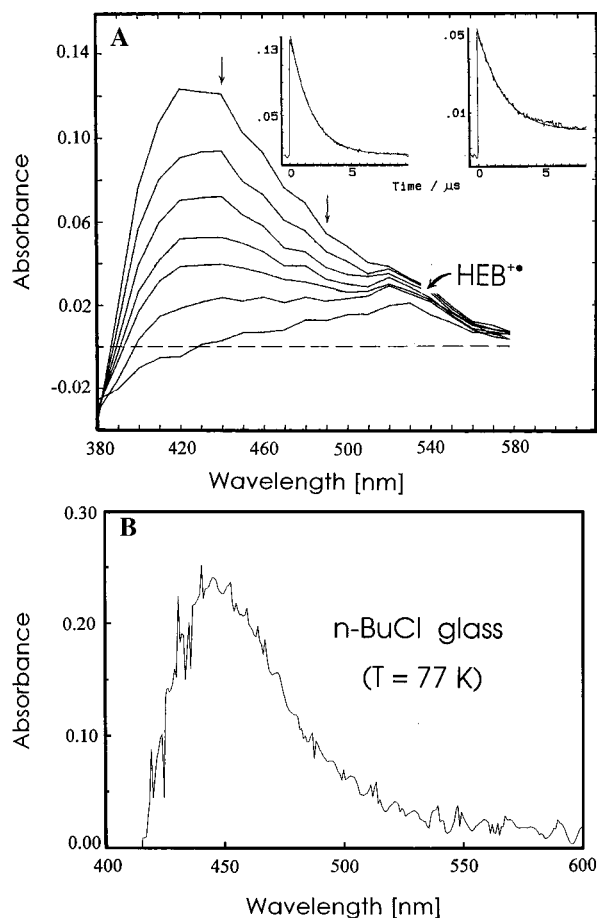 A
0.14
0.10
0.06
0.02
-0.02
Absorbance
.13
.05
0
5
.05
.01
0
5
Time / μs
HEB+•
380
420
460
500
540
580
Wavelength [nm]
B
0.30
0.20
0.10
0.00
Absorbance
n-BuCl glass
(T = 77 K)
400
450
500
550
600
Wavelength [nm]